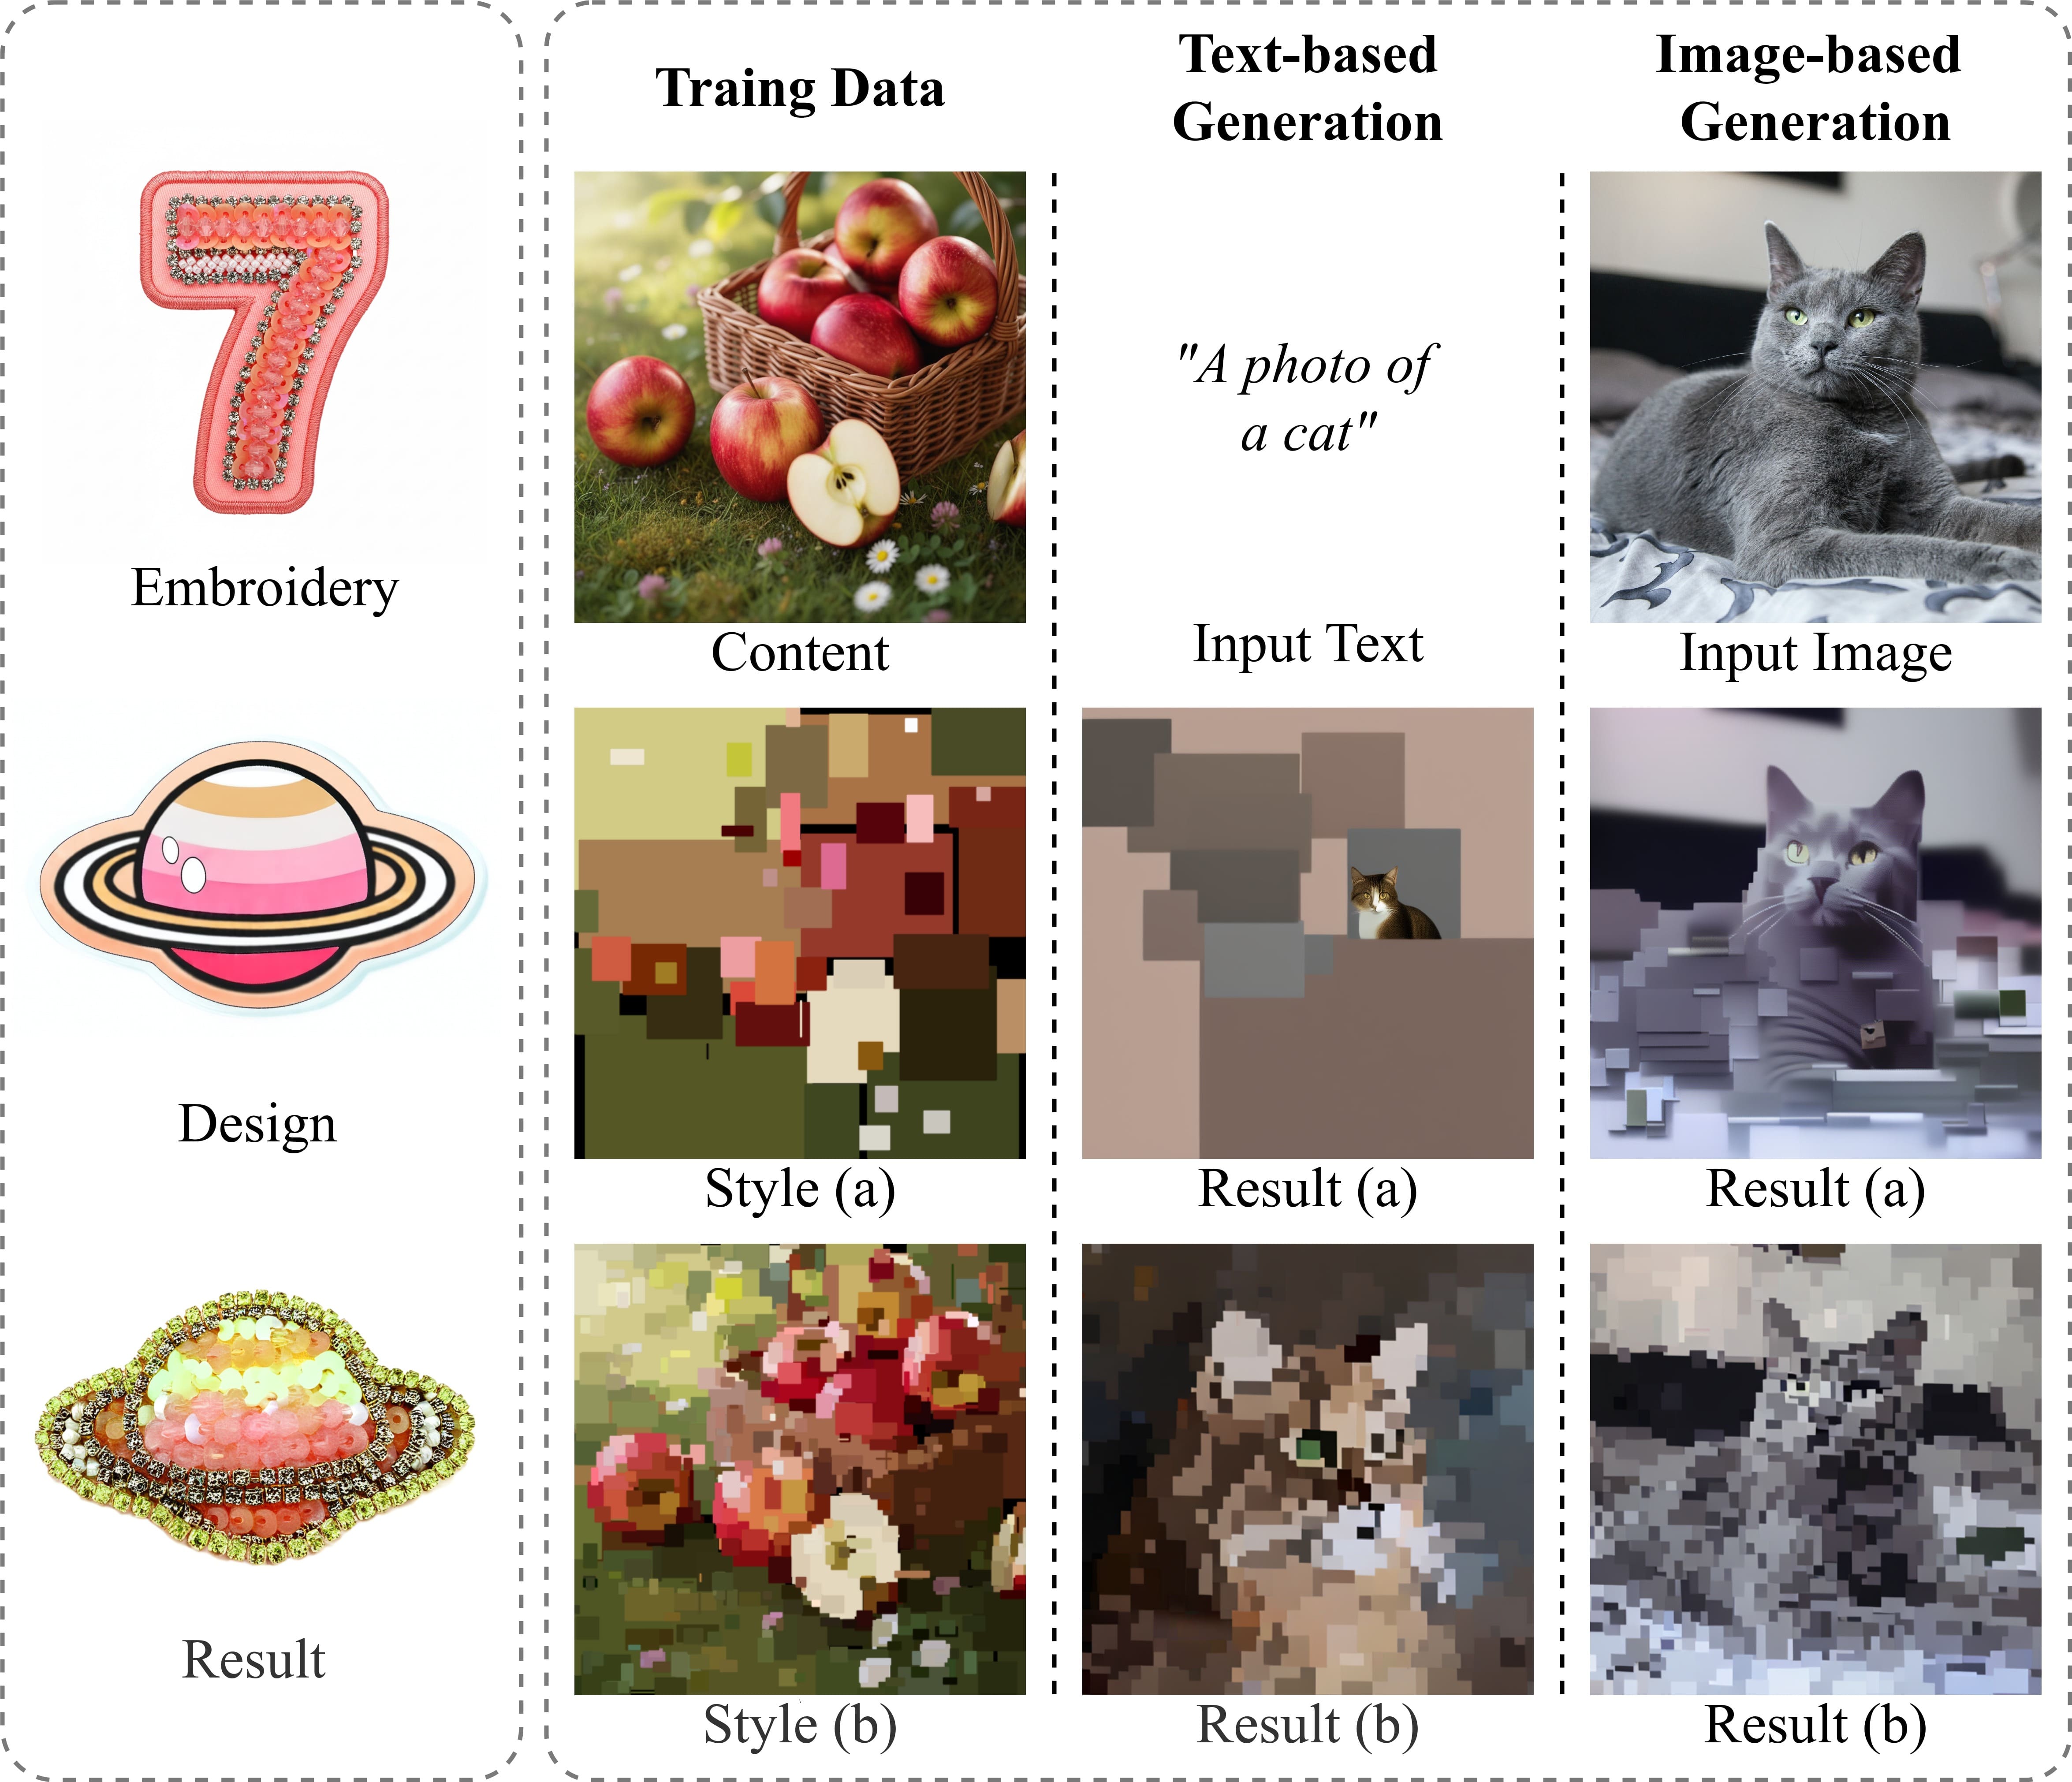 Embroidery
Design
Result
Traing Data
Content
Style (a)
Style (b)
Text-based
Generation
"A photo of
a cat"
Input Text
Result (a)
Result (b)
Image-based
Generation
Input Image
Result (a)
Result (b)